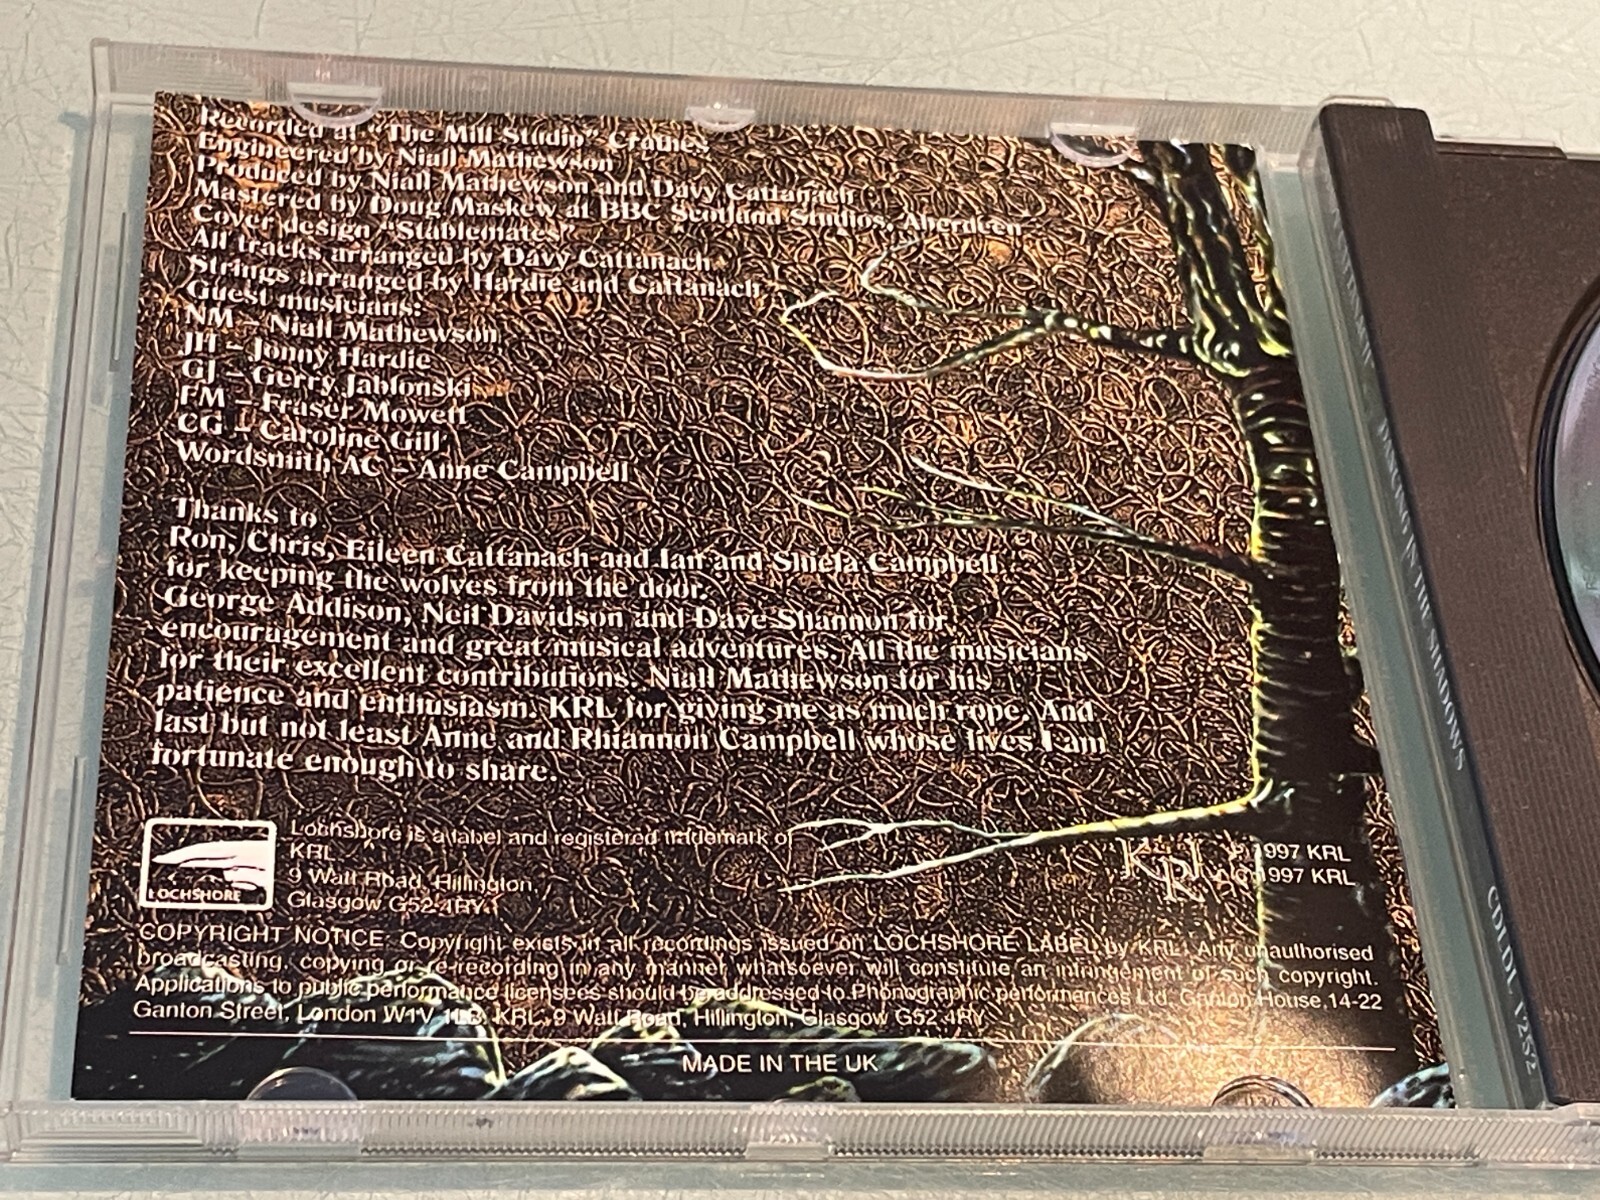 Recorded at "The Mill Studio" Crathes
Engineered by Niall Mathewson
Produced by Niall Mathewson and Davy Cattanach
Mastered by Doug Maskew at BBC Scotland Studios, Aberdeen
Cover design "Stablemates"
All tracks arranged by Davy Cattanach
Strings arranged by Hardie and Cattanach
Guest musicians:
NM – Niall Mathewson
JH – Jonny Hardie
GJ – Gerry Jablonski
FM – Fraser Mowett
CG – Caroline Gill
Wordsmith AC – Anne Campbell
Thanks to
Ron, Chris, Eileen Cattanach and Ian and Shiela Campbell
for keeping the wolves from the door.
George Addison, Neil Davidson and Dave Shannon for
encouragement and great musical adventures. All the musicians
for their excellent contributions. Niall Mathewson for his
patience and enthusiasm. KRL for giving me as much rope. And
last but not least Anne and Rhiannon Campbell whose lives I am
fortunate enough to share.
LOCHSHORE
Lochshore is a label and registered trademark of
KRL
9 Watt Road, Hillington,
Glasgow G52 4RY.
KRL
℗ 1997 KRL
© 1997 KRL
COPYRIGHT NOTICE. Copyright exists in all recordings issued on LOCHSHORE LABEL by KRL. Any unauthorised
broadcasting, copying or re-recording in any manner whatsoever will constitute an infringement of such copyright.
Applications to public performance licensees should be addressed to Phonographic performances Ltd, Ganton House, 14-22
Ganton Street, London W1V 1LB. KRL, 9 Watt Road, Hillington, Glasgow G52 4RY
MADE IN THE UK
DANCING IN THE SHADOWS
CDLDL 1252